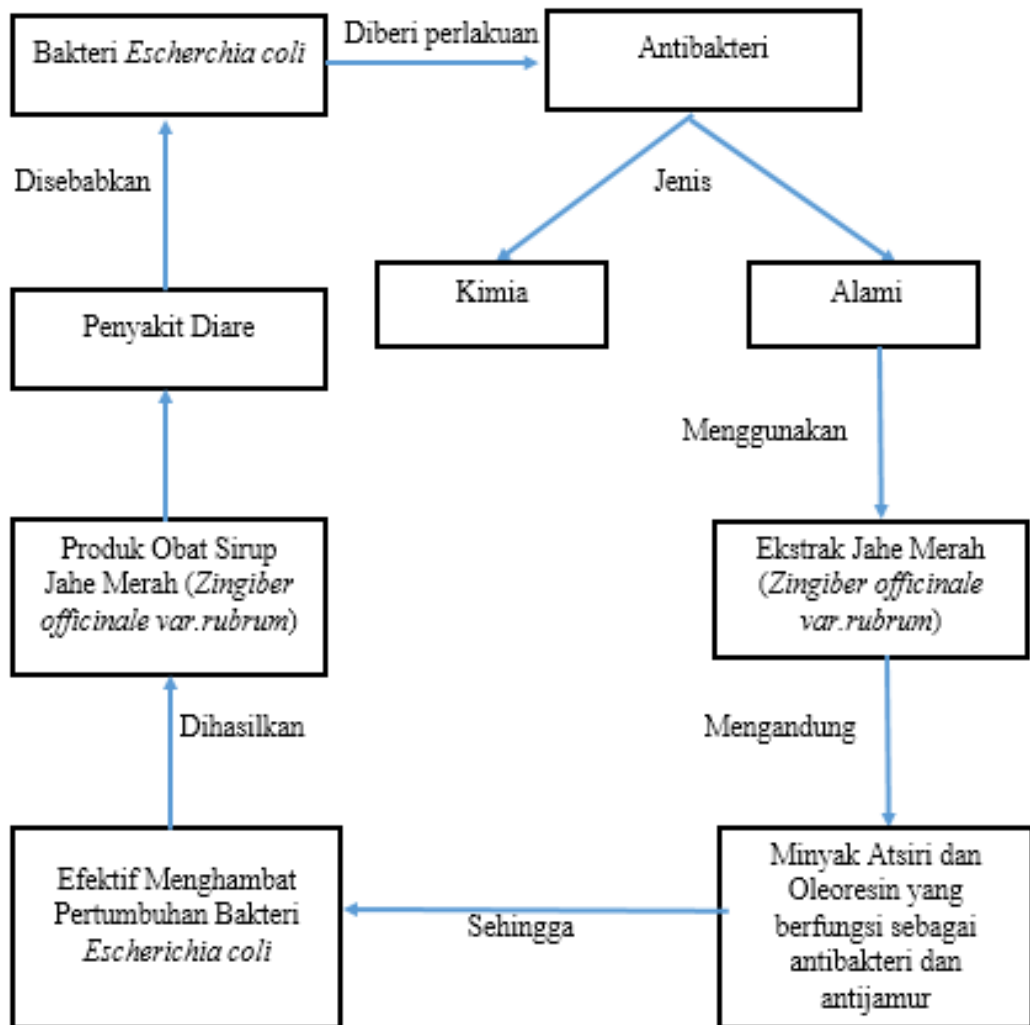 Bakteri Escherchia coli
Diberi perlakuan
Antibakteri
Disebabkan
Jenis
Kimia
Alami
Penyakit Diare
Menggunakan
Produk Obat Sirup
Jahe Merah (Zingiber
officinale var.rubrum)
Ekstrak Jahe Merah
(Zingiber officinale
var.rubrum)
Dihasilkan
Mengandung
Efektif Menghambat
Pertumbuhan Bakteri
Escherichia coli
Sehingga
Minyak Atsiri dan
Oleoresin yang
berfungsi sebagai
antibakteri dan
antijamur